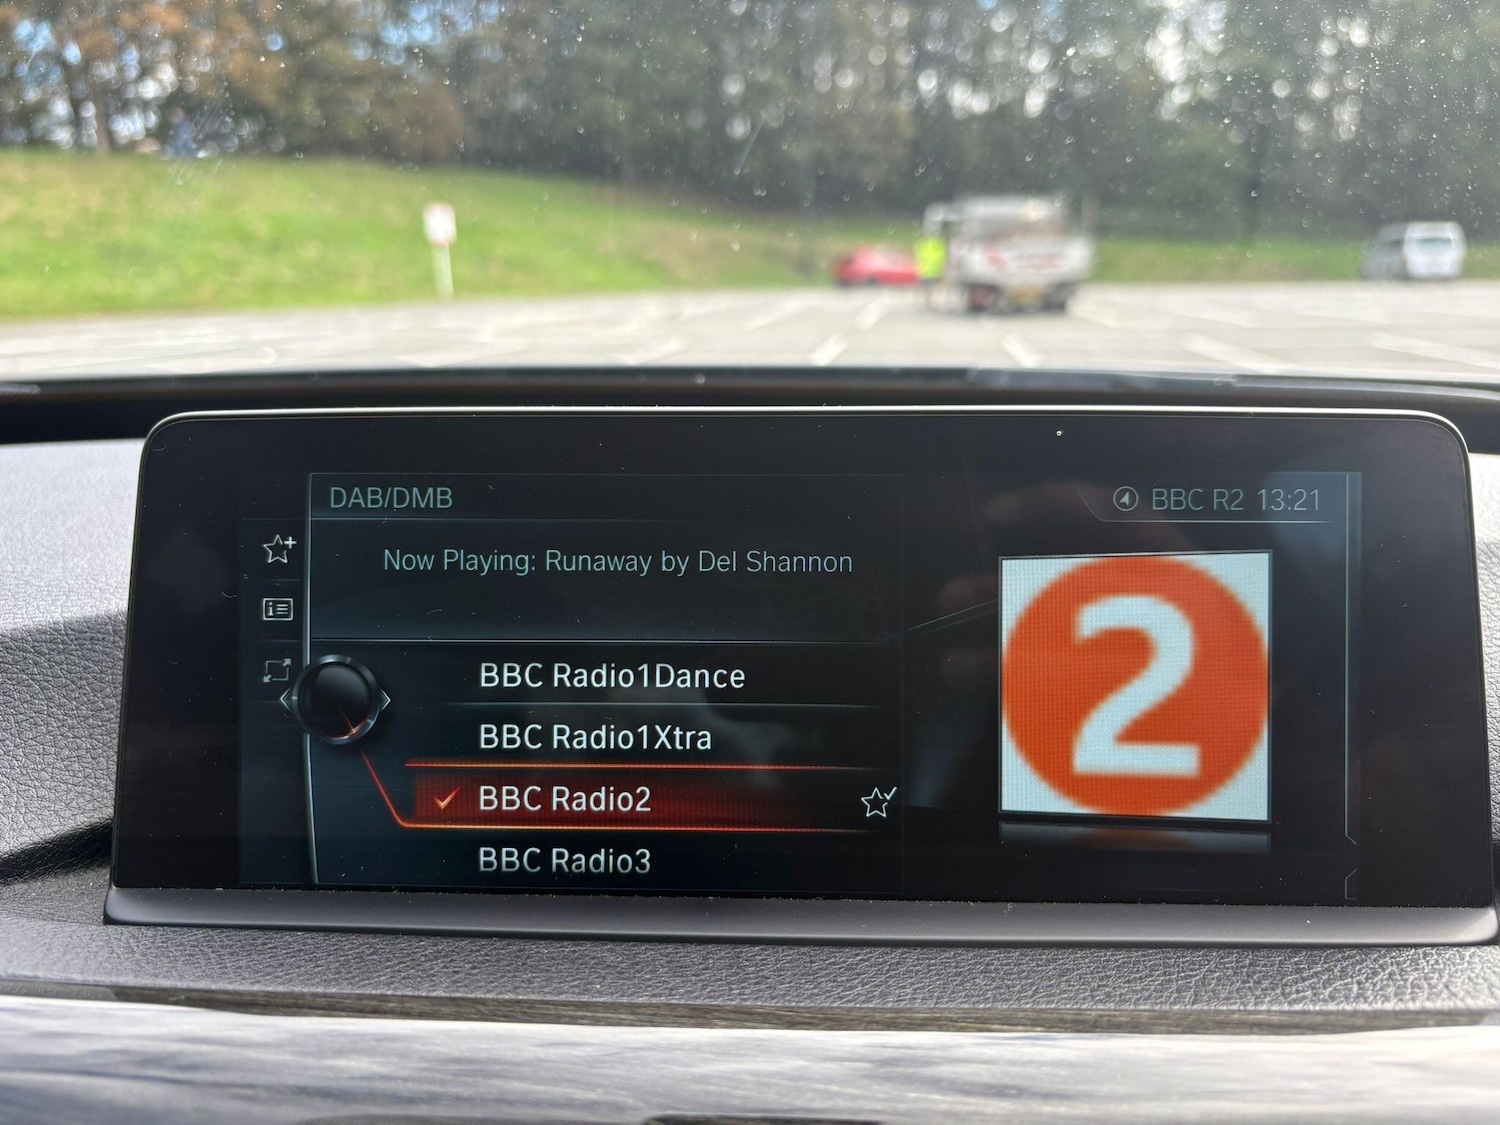 DAB/DMB
BBC R2 13:21
Now Playing: Runaway by Del Shannon
BBC Radio1Dance
BBC Radio1Xtra
BBC Radio2
BBC Radio3
2